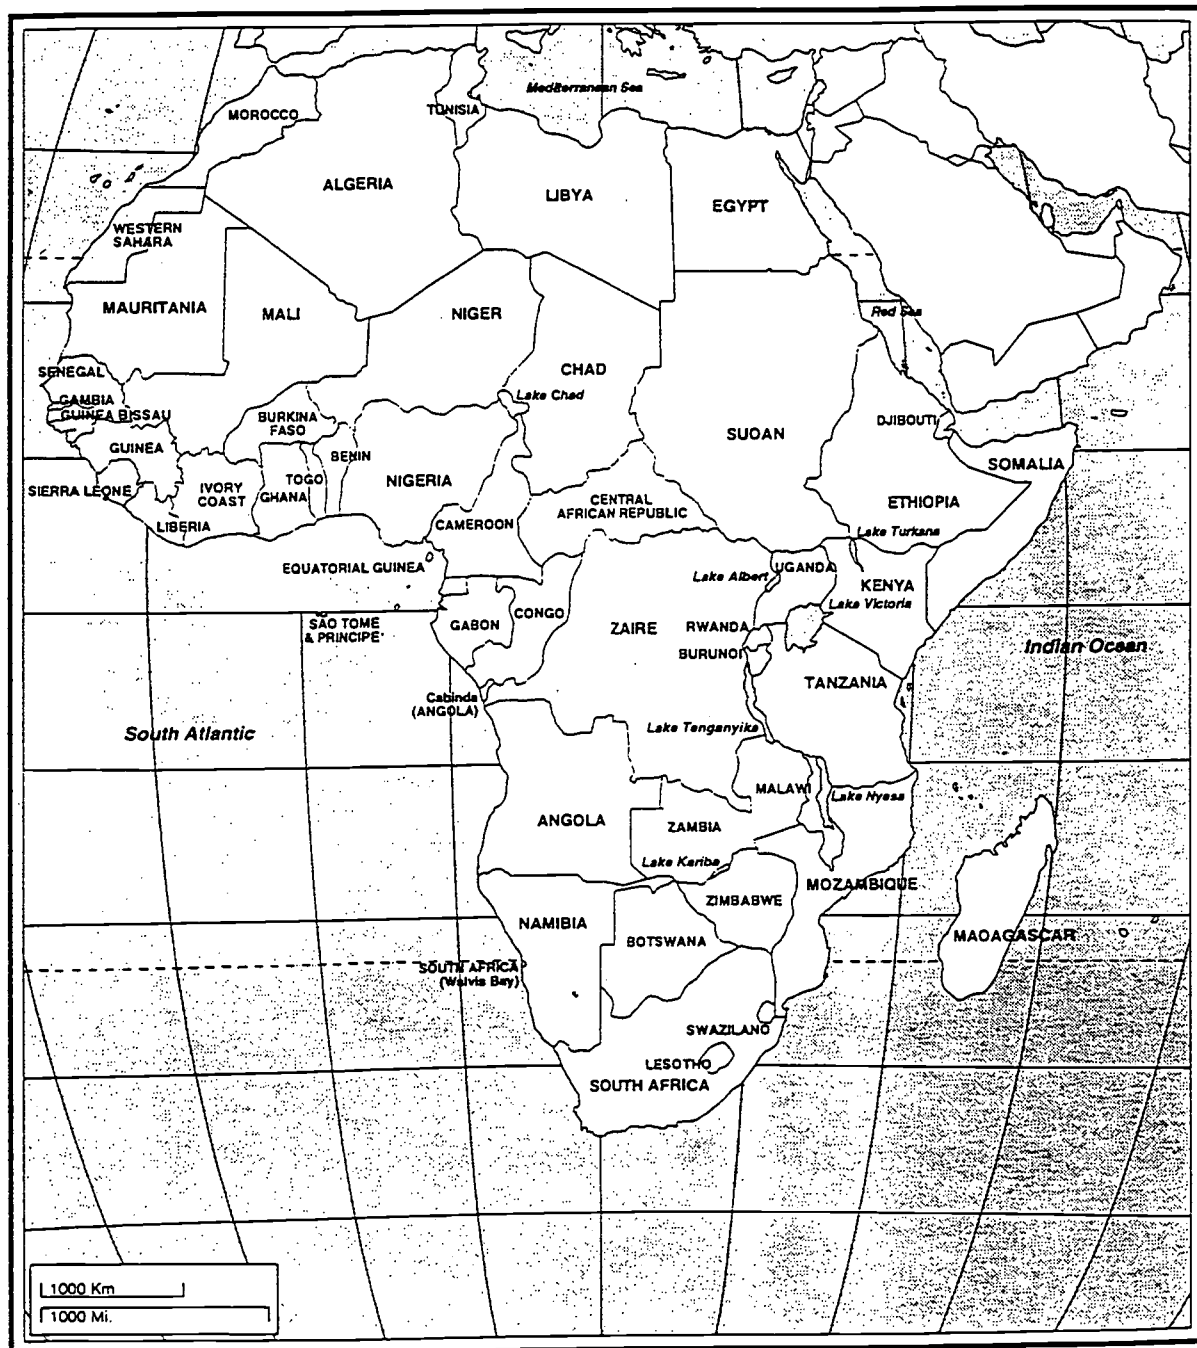 Mediterranean Sea
TUNISIA
MOROCCO
ALGERIA
LIBYA
EGYPT
WESTERN
SAHARA
MAURITANIA
MALI
NIGER
Red Sea
CHAD
SENEGAL
Lake Chad
GAMBIA
GUINEA BISSAU
BURKINA
FASO
DJIBOUTI
SUOAN
GUINEA
BENIN
SOMALIA
TOGO
NIGERIA
IVORY
COAST
GHANA
SIERRA LEONE
CENTRAL
AFRICAN REPUBLIC
ETHIOPIA
LIBERIA
CAMEROON
Lake Turkana
EQUATORIAL GUINEA
Lake Albert
UGANDA
KENYA
CONGO
Lake Victoria
SÃO TOME
& PRINCIPE
GABON
ZAIRE
RWANDA
BURUNOI
Indian Ocean
TANZANIA
Cabinda
(ANGOLA)
South Atlantic
Lake Tanganyika
MALAWI
Lake Nyasa
ANGOLA
ZAMBIA
Lake Kariba
MOZAMBIQUE
ZIMBABWE
NAMIBIA
BOTSWANA
MAOAGASCAR
SOUTH AFRICA
(Walvis Bay)
SWAZILANO
LESOTHO
SOUTH AFRICA
1000 Km
1000 Mi.